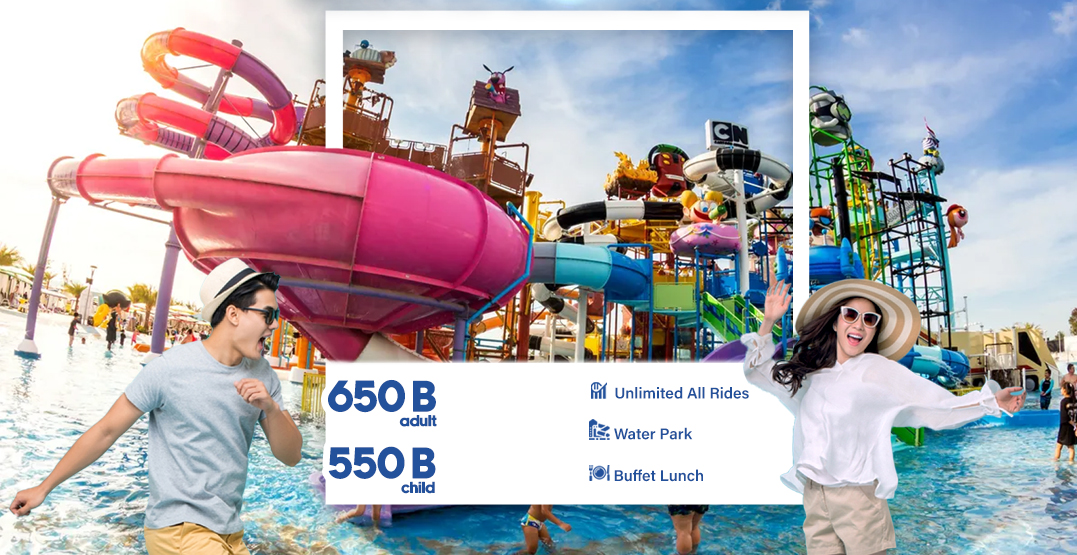 CN
650 B
adult
550 B
child
Unlimited All Rides
Water Park
Buffet Lunch